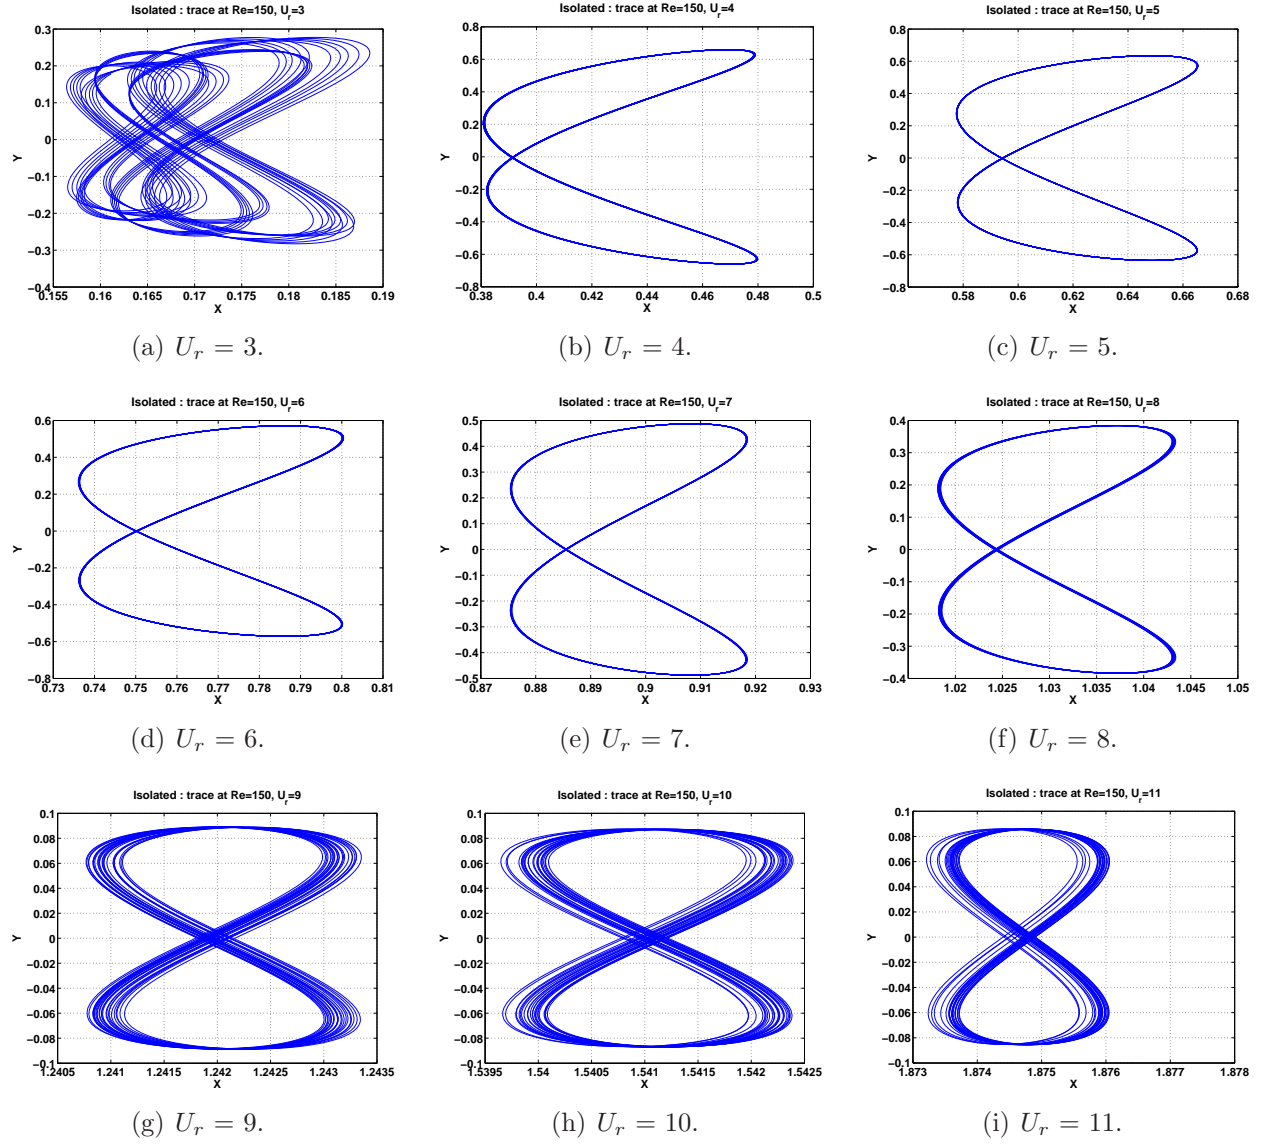 Isolated : trace at Re=150, U_r=3
0.3
0.2
0.1
0
−0.1
−0.2
−0.3
−0.4
Y
0.155 0.16 0.165 0.17 0.175 0.18 0.185 0.19
X
(a) U_r = 3.
Isolated : trace at Re=150, U_r=4
0.8
0.6
0.4
0.2
0
−0.2
−0.4
−0.6
−0.8
Y
0.38 0.4 0.42 0.44 0.46 0.48 0.5
X
(b) U_r = 4.
Isolated : trace at Re=150, U_r=5
0.8
0.6
0.4
0.2
0
−0.2
−0.4
−0.6
−0.8
Y
0.58 0.6 0.62 0.64 0.66 0.68
X
(c) U_r = 5.
Isolated : trace at Re=150, U_r=6
0.6
0.4
0.2
0
−0.2
−0.4
−0.6
−0.8
Y
0.73 0.74 0.75 0.76 0.77 0.78 0.79 0.8 0.81
X
(d) U_r = 6.
Isolated : trace at Re=150, U_r=7
0.5
0.4
0.3
0.2
0.1
0
−0.1
−0.2
−0.3
−0.4
−0.5
Y
0.87 0.88 0.89 0.9 0.91 0.92 0.93
X
(e) U_r = 7.
Isolated : trace at Re=150, U_r=8
0.4
0.3
0.2
0.1
0
−0.1
−0.2
−0.3
−0.4
Y
1.02 1.025 1.03 1.035 1.04 1.045 1.05
X
(f) U_r = 8.
Isolated : trace at Re=150, U_r=9
0.1
0.08
0.06
0.04
0.02
0
−0.02
−0.04
−0.06
−0.08
−0.1
Y
1.2405 1.241 1.2415 1.242 1.2425 1.243 1.2435
X
(g) U_r = 9.
Isolated : trace at Re=150, U_r=10
0.1
0.08
0.06
0.04
0.02
0
−0.02
−0.04
−0.06
−0.08
−0.1
Y
1.5395 1.54 1.5405 1.541 1.5415 1.542 1.5425
X
(h) U_r = 10.
Isolated : trace at Re=150, U_r=11
0.1
0.08
0.06
0.04
0.02
0
−0.02
−0.04
−0.06
−0.08
−0.1
Y
1.873 1.874 1.875 1.876 1.877 1.878
X
(i) U_r = 11.